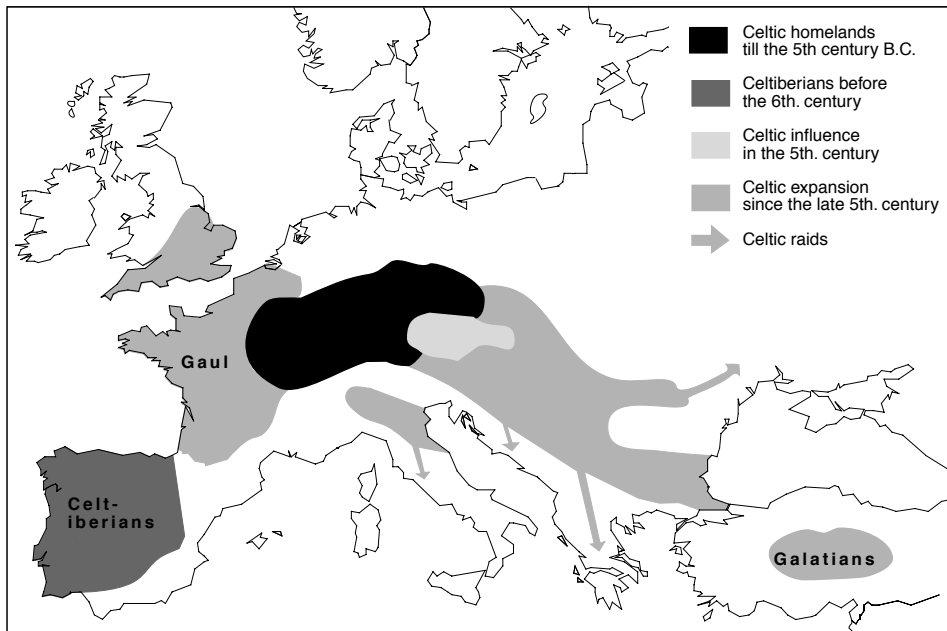 Celtic homelands
till the 5th century B.C.
Celtiberians before
the 6th. century
Celtic influence
in the 5th. century
Celtic expansion
since the late 5th. century
Celtic raids
Gaul
Celt-
iberians
Galatians